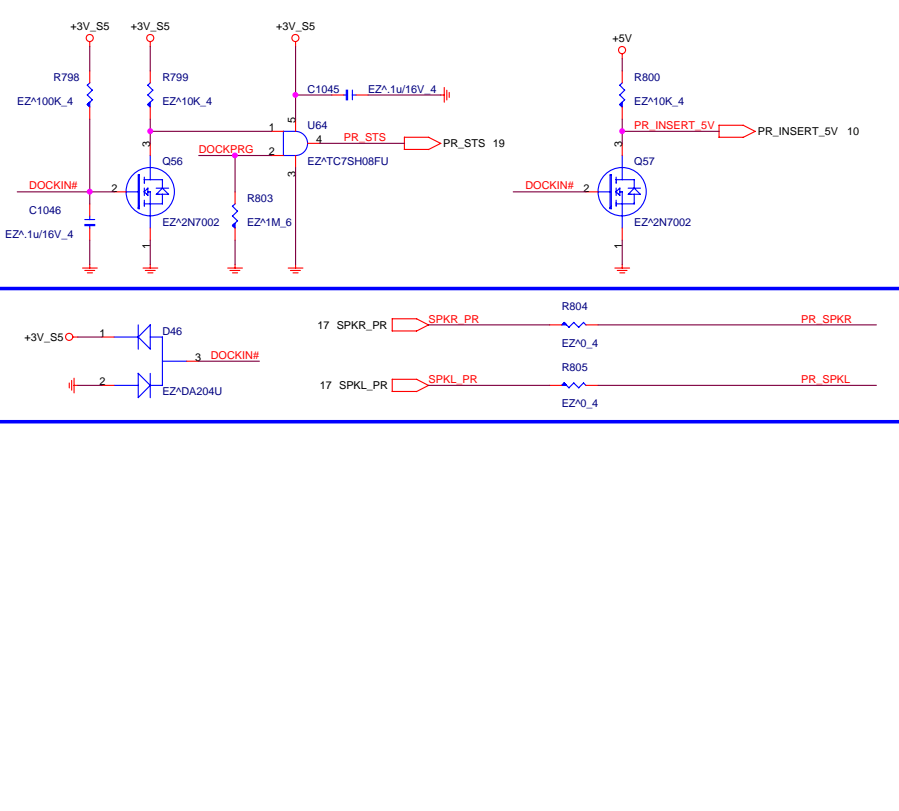 +3V_S5 +3V_S5 +3V_S5 +5V
R798 R799 R800
EZ^100K_4 EZ^10K_4 C1045 EZ^.1u/16V_4 EZ^10K_4
5 U64
1 PR_STS PR_INSERT_5V
4 PR_STS 19 PR_INSERT_5V 10
DOCKPRG 2
3 Q56 EZ^TC7SH08FU 3 Q57
3
DOCKIN# 2 DOCKIN# 2
R803
C1046 EZ^2N7002 EZ^1M_6 EZ^2N7002
EZ^.1u/16V_4
1 1
R804
17 SPKR_PR SPKR_PR PR_SPKR
+3V_S5 1 D46
EZ^0_4
3 DOCKIN#
R805
2 17 SPKL_PR SPKL_PR PR_SPKL
EZ^DA204U
EZ^0_4